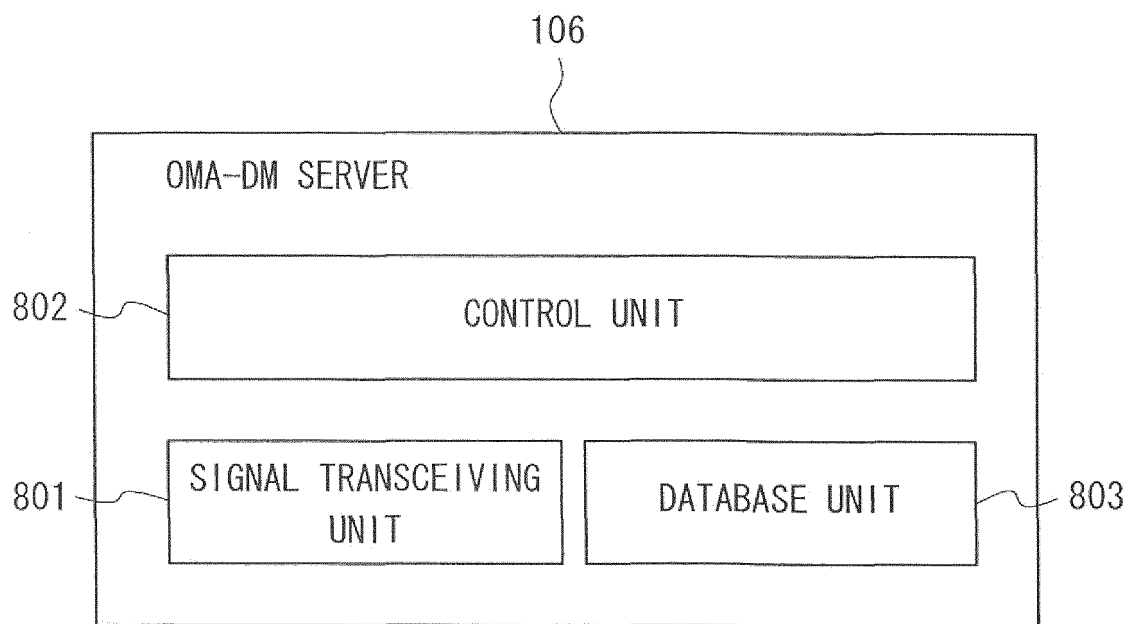 106
OMA-DM SERVER
802
CONTROL UNIT
801
SIGNAL TRANSCEIVING
UNIT
DATABASE UNIT
803